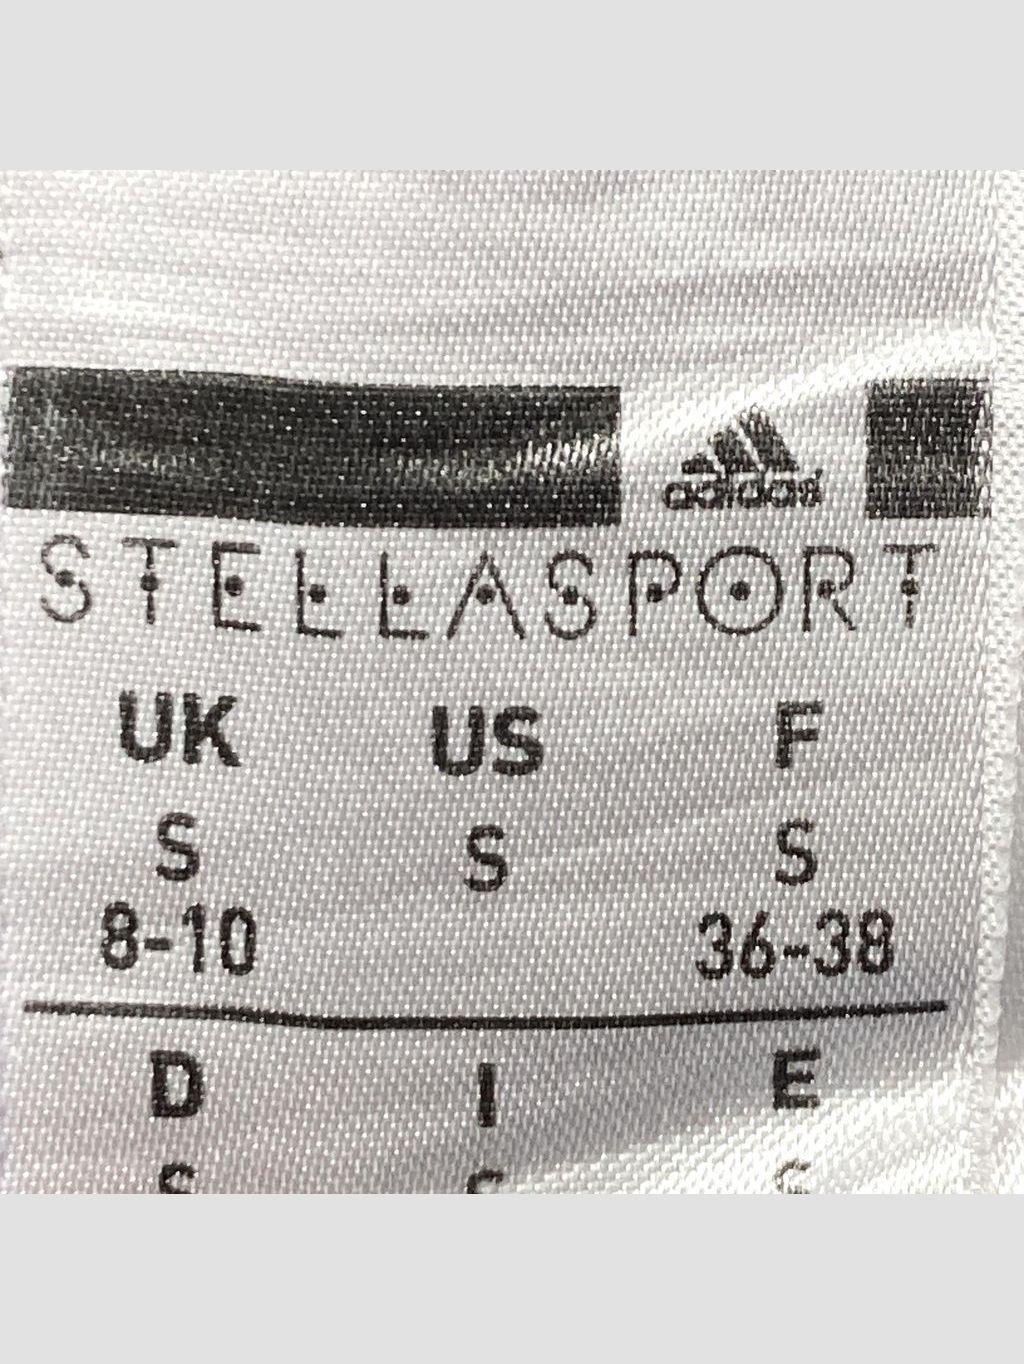 adidas
STELLASPORT
UK US F
S S S
8-10 36-38
D I E
S S S